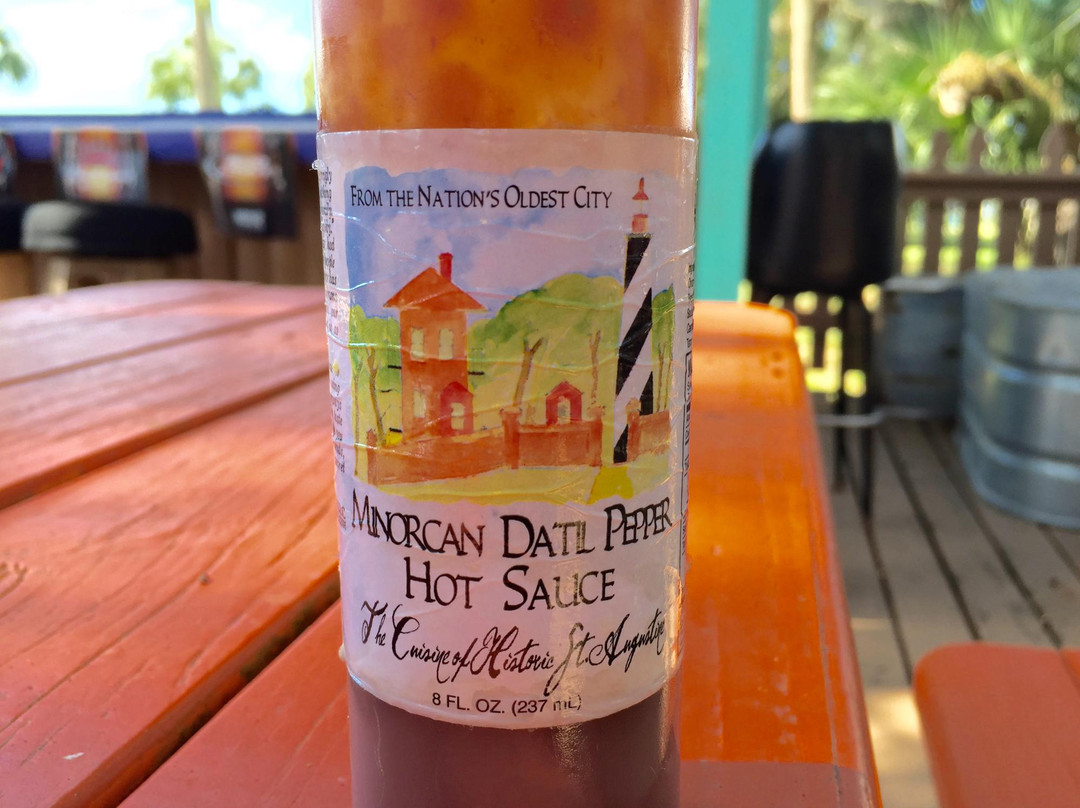 FROM THE NATION'S OLDEST CITY
MINORCAN DATIL PEPPER
HOT SAUCE
The Cuisine of Historic St. Augustine
8 FL. OZ. (237 mL)